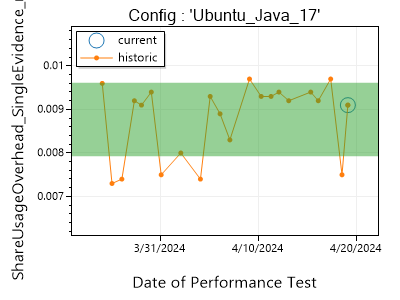 Config : 'Ubuntu_Java_17'
current
historic
ShareUsageOverhead_SingleEvidence_
0.01
0.009
0.008
0.007
3/31/2024
4/10/2024
4/20/2024
Date of Performance Test